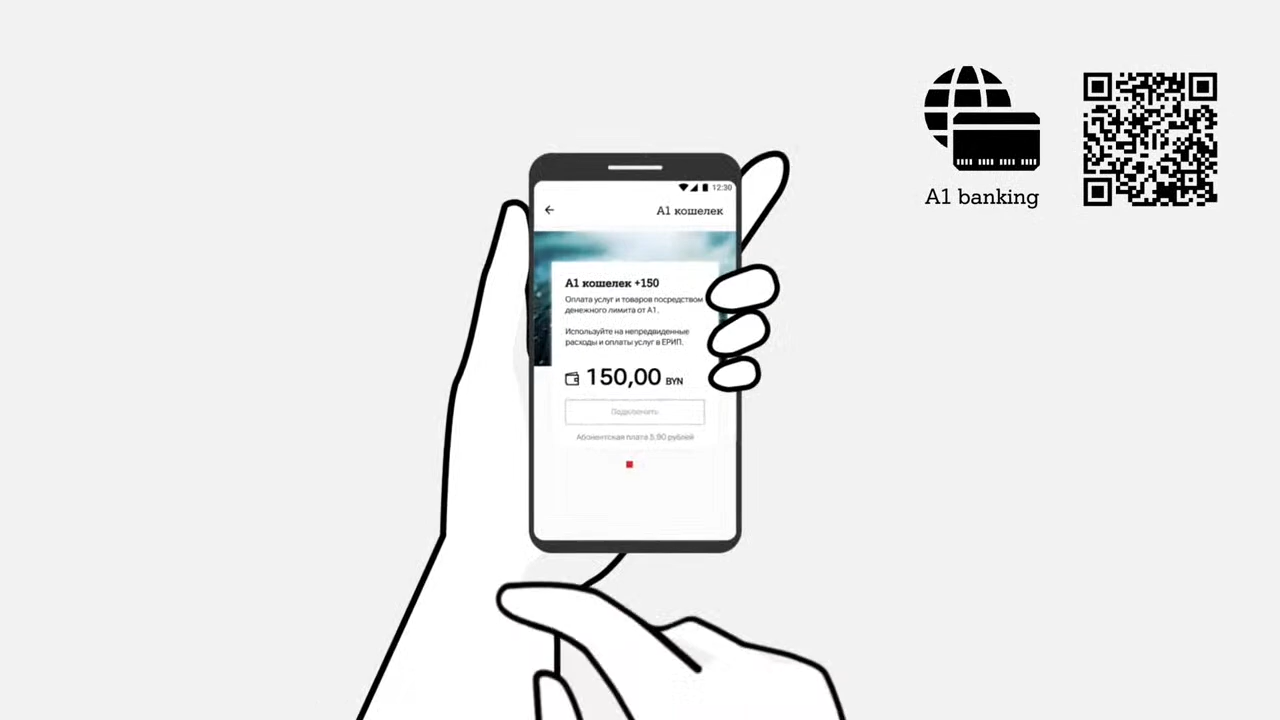 A1 banking
12:30
А1 кошелек
А1 кошелек +150
Оплата услуг и товаров посредством
денежного лимита от А1.
Используйте на непредвиденные
расходы и оплаты услуг в ЕРИП.
150,00 BYN
Подключить
Абонентская плата 5,90 рублей